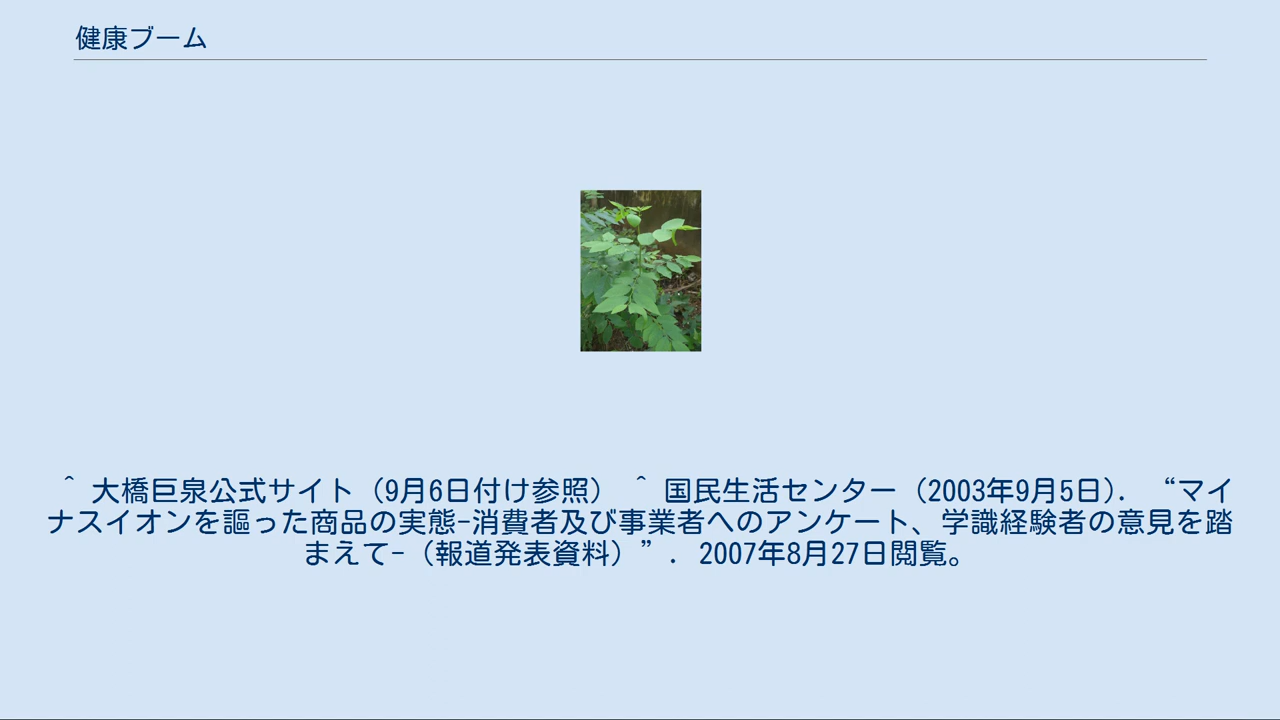 健康ブーム
^ 大橋巨泉公式サイト（9月6日付け参照） ^ 国民生活センター（2003年9月5日）. “マイ
ナスイオンを謳った商品の実態-消費者及び事業者へのアンケート、学識経験者の意見を踏
まえて-（報道発表資料）”. 2007年8月27日閲覧。